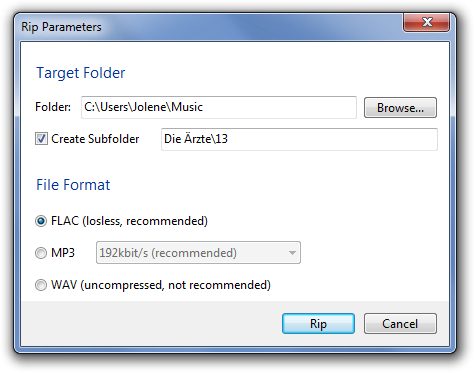 Rip Parameters
Target Folder
Folder: C:\Users\Jolene\Music Browse...
Create Subfolder Die Ärzte\13
File Format
FLAC (losless, recommended)
MP3 192kbit/s (recommended)
WAV (uncompressed, not recommended)
Rip Cancel